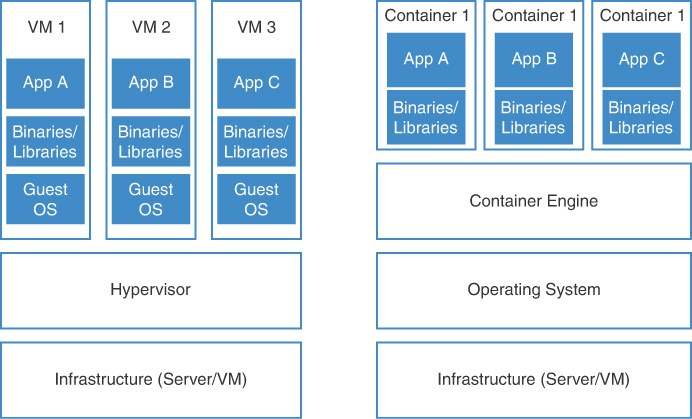 VM 1
App A
Binaries/
Libraries
Guest
OS
VM 2
App B
Binaries/
Libraries
Guest
OS
VM 3
App C
Binaries/
Libraries
Guest
OS
Hypervisor
Infrastructure (Server/VM)
Container 1
App A
Binaries/
Libraries
Container 1
App B
Binaries/
Libraries
Container 1
App C
Binaries/
Libraries
Container Engine
Operating System
Infrastructure (Server/VM)